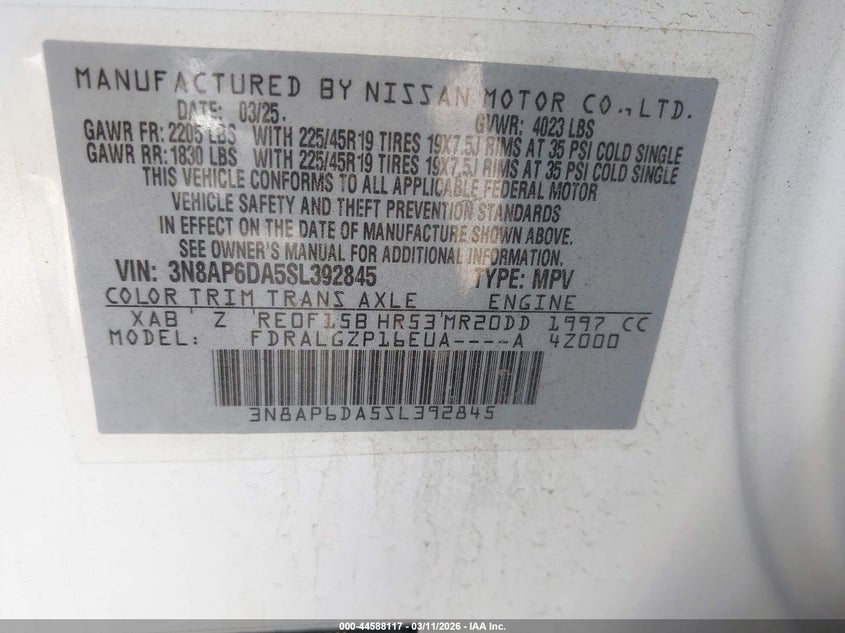 MANUFACTURED BY NISSAN MOTOR CO., LTD.
DATE: 03/25. GVWR: 4023 LBS
GAWR FR: 2205 LBS WITH 225/45R19 TIRES 19X7.5J RIMS AT 35 PSI COLD SINGLE
GAWR RR: 1830 LBS WITH 225/45R19 TIRES 19X7.5J RIMS AT 35 PSI COLD SINGLE
THIS VEHICLE CONFORMS TO ALL APPLICABLE FEDERAL MOTOR
VEHICLE SAFETY AND THEFT PREVENTION STANDARDS
IN EFFECT ON THE DATE OF MANUFACTURE SHOWN ABOVE.
SEE OWNER'S MANUAL FOR ADDITIONAL INFORMATION.
VIN: 3N8AP6DA5SL392845 TYPE: MPV
COLOR TRIM TRANS AXLE ENGINE
XAB Z RE0F15B HR53 MR20DD 1997 CC
MODEL: FDRALGZP16EUA----A 4Z000
3N8AP6DA5SL392845
000-44588117 · 03/11/2026 · IAA Inc.